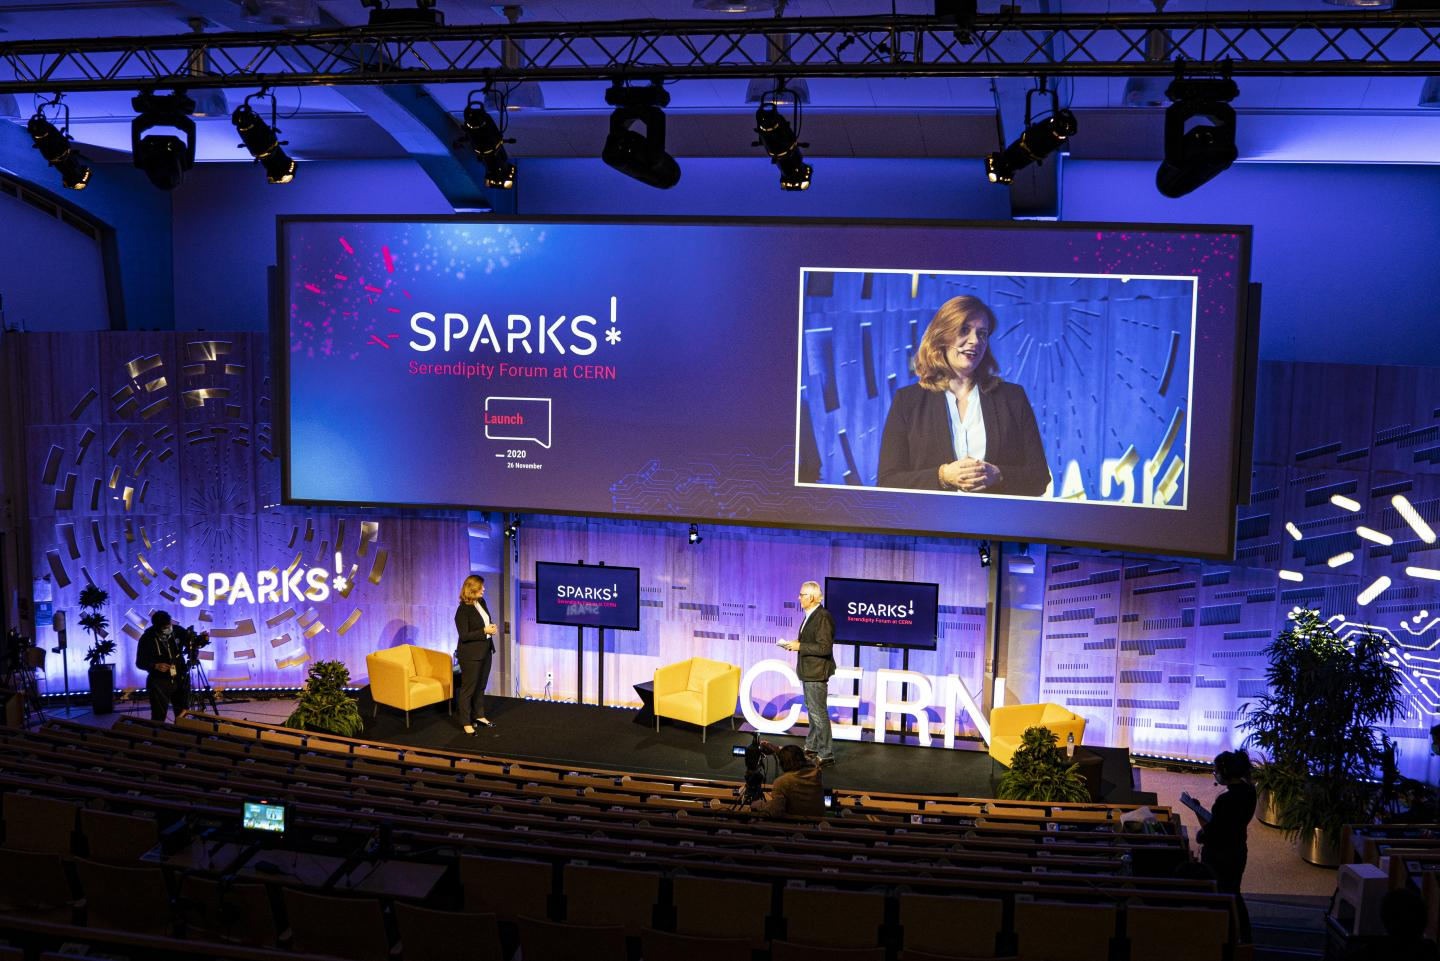 SPARKS!
Serendipity Forum at CERN
Launch
2020
26 November
SPARKS!
SPARKS!
Serendipity Forum at CERN
SPARKS!
Serendipity Forum at CERN
CERN